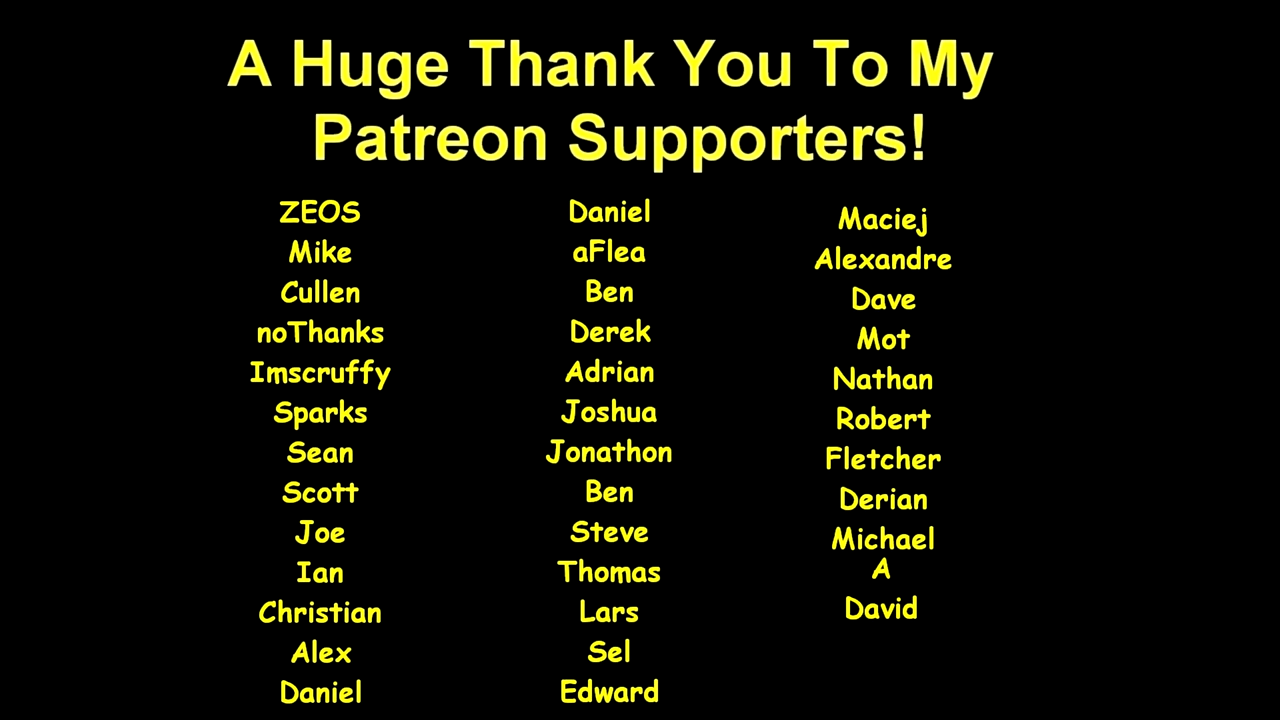 A Huge Thank You To My
Patreon Supporters!
ZEOS
Mike
Cullen
noThanks
Imscruffy
Sparks
Sean
Scott
Joe
Ian
Christian
Alex
Daniel
Daniel
aFlea
Ben
Derek
Adrian
Joshua
Jonathon
Ben
Steve
Thomas
Lars
Sel
Edward
Maciej
Alexandre
Dave
Mot
Nathan
Robert
Fletcher
Derian
Michael
A
David